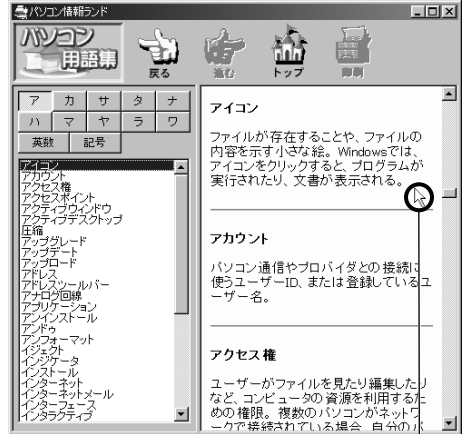 パソコン情報ランド
パソコン
用語集
戻る
進む
トップ
印刷
ア カ サ タ ナ
ハ マ ヤ ラ ワ
英数 記号
アイコン
アカウント
アクセス権
アクセスポイント
アクティブウィンドウ
アクティブデスクトップ
圧縮
アップグレード
アップデート
アップロード
アドレス
アドレスツールバー
アナログ回線
アプリケーション
アンインストール
アンドゥ
アンフォーマット
イジェクト
インジケータ
インストール
インターネット
インターネットメール
インターフェース
インタラクティブ
アイコン
ファイルが存在することや、ファイルの
内容を示す小さな絵。Windowsでは、
アイコンをクリックすると、プログラムが
実行されたり、文書が表示される。
アカウント
パソコン通信やプロバイダとの接続に
使うユーザーID、または登録しているユ
ーザー名。
アクセス権
ユーザーがファイルを見たり編集したり
など、コンピュータの資源を利用するた
めの権限。複数のパソコンがネットワ
ークで接続されている場合、自分のパ